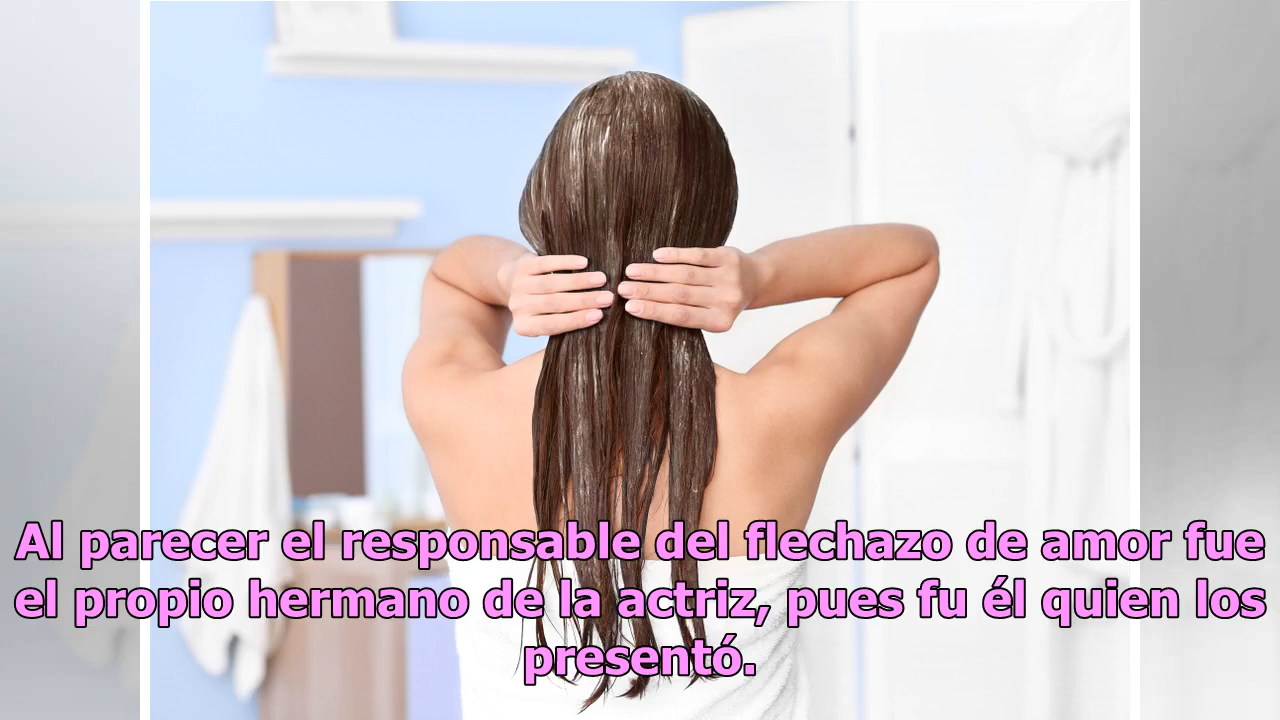 Al parecer el responsable del flechazo de amor fue
el propio hermano de la actriz, pues fu él quien los
presentó.